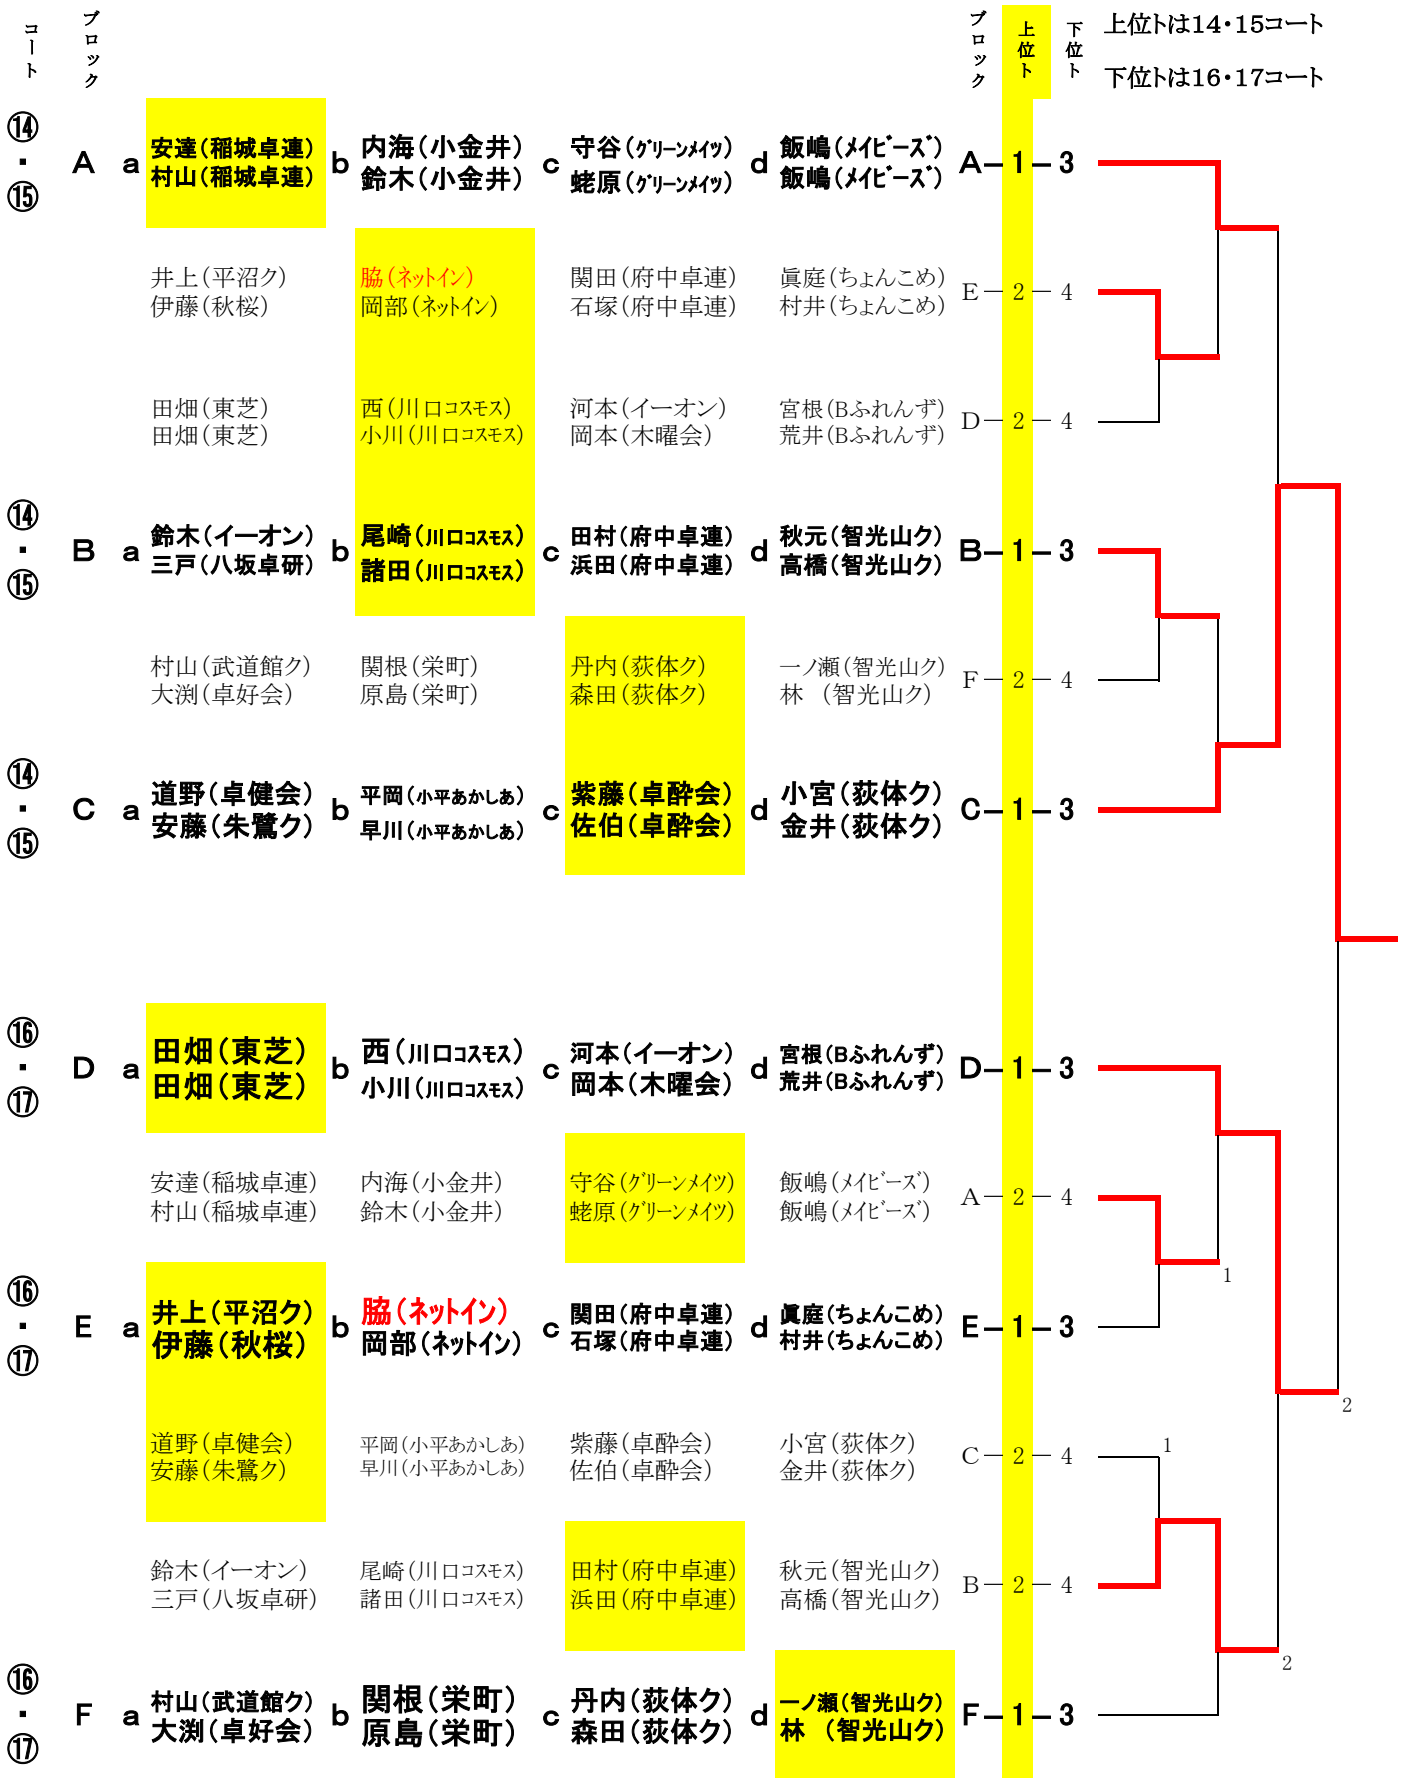 コート ブロック ブロック 上位ト 下位ト 上位トは14・15コート
下位トは16・17コート
⑭・⑮ A a 安達(稲城卓連) b 内海(小金井) c 守谷(グリーンメイツ) d 飯嶋(メイビーズ) A 1 3
村山(稲城卓連) 鈴木(小金井) 蛯原(グリーンメイツ) 飯嶋(メイビーズ)
井上(平沼ク) 脇(ネットイン) 関田(府中卓連) 眞庭(ちょんこめ) E 2 4
伊藤(秋桜) 岡部(ネットイン) 石塚(府中卓連) 村井(ちょんこめ)
田畑(東芝) 西(川口コスモス) 河本(イーオン) 宮根(Bふれんず) D 2 4
田畑(東芝) 小川(川口コスモス) 岡本(木曜会) 荒井(Bふれんず)
⑭・⑮ B a 鈴木(イーオン) b 尾崎(川口コスモス) c 田村(府中卓連) d 秋元(智光山ク) B 1 3
三戸(八坂卓研) 諸田(川口コスモス) 浜田(府中卓連) 高橋(智光山ク)
村山(武道館ク) 関根(栄町) 丹内(荻体ク) 一ノ瀬(智光山ク) F 2 4
大渕(卓好会) 原島(栄町) 森田(荻体ク) 林 (智光山ク)
⑭・⑮ C a 道野(卓健会) b 平岡(小平あかしあ) c 紫藤(卓酔会) d 小宮(荻体ク) C 1 3
安藤(朱鷺ク) 早川(小平あかしあ) 佐伯(卓酔会) 金井(荻体ク)
⑯・⑰ D a 田畑(東芝) b 西(川口コスモス) c 河本(イーオン) d 宮根(Bふれんず) D 1 3
田畑(東芝) 小川(川口コスモス) 岡本(木曜会) 荒井(Bふれんず)
安達(稲城卓連) 内海(小金井) 守谷(グリーンメイツ) 飯嶋(メイビーズ) A 2 4
村山(稲城卓連) 鈴木(小金井) 蛯原(グリーンメイツ) 飯嶋(メイビーズ)
1
⑯・⑰ E a 井上(平沼ク) b 脇(ネットイン) c 関田(府中卓連) d 眞庭(ちょんこめ) E 1 3
伊藤(秋桜) 岡部(ネットイン) 石塚(府中卓連) 村井(ちょんこめ)
2
道野(卓健会) 平岡(小平あかしあ) 紫藤(卓酔会) 小宮(荻体ク) C 2 4 1
安藤(朱鷺ク) 早川(小平あかしあ) 佐伯(卓酔会) 金井(荻体ク)
鈴木(イーオン) 尾崎(川口コスモス) 田村(府中卓連) 秋元(智光山ク) B 2 4
三戸(八坂卓研) 諸田(川口コスモス) 浜田(府中卓連) 高橋(智光山ク)
2
⑯・⑰ F a 村山(武道館ク) b 関根(栄町) c 丹内(荻体ク) d 一ノ瀬(智光山ク) F 1 3
大渕(卓好会) 原島(栄町) 森田(荻体ク) 林 (智光山ク)